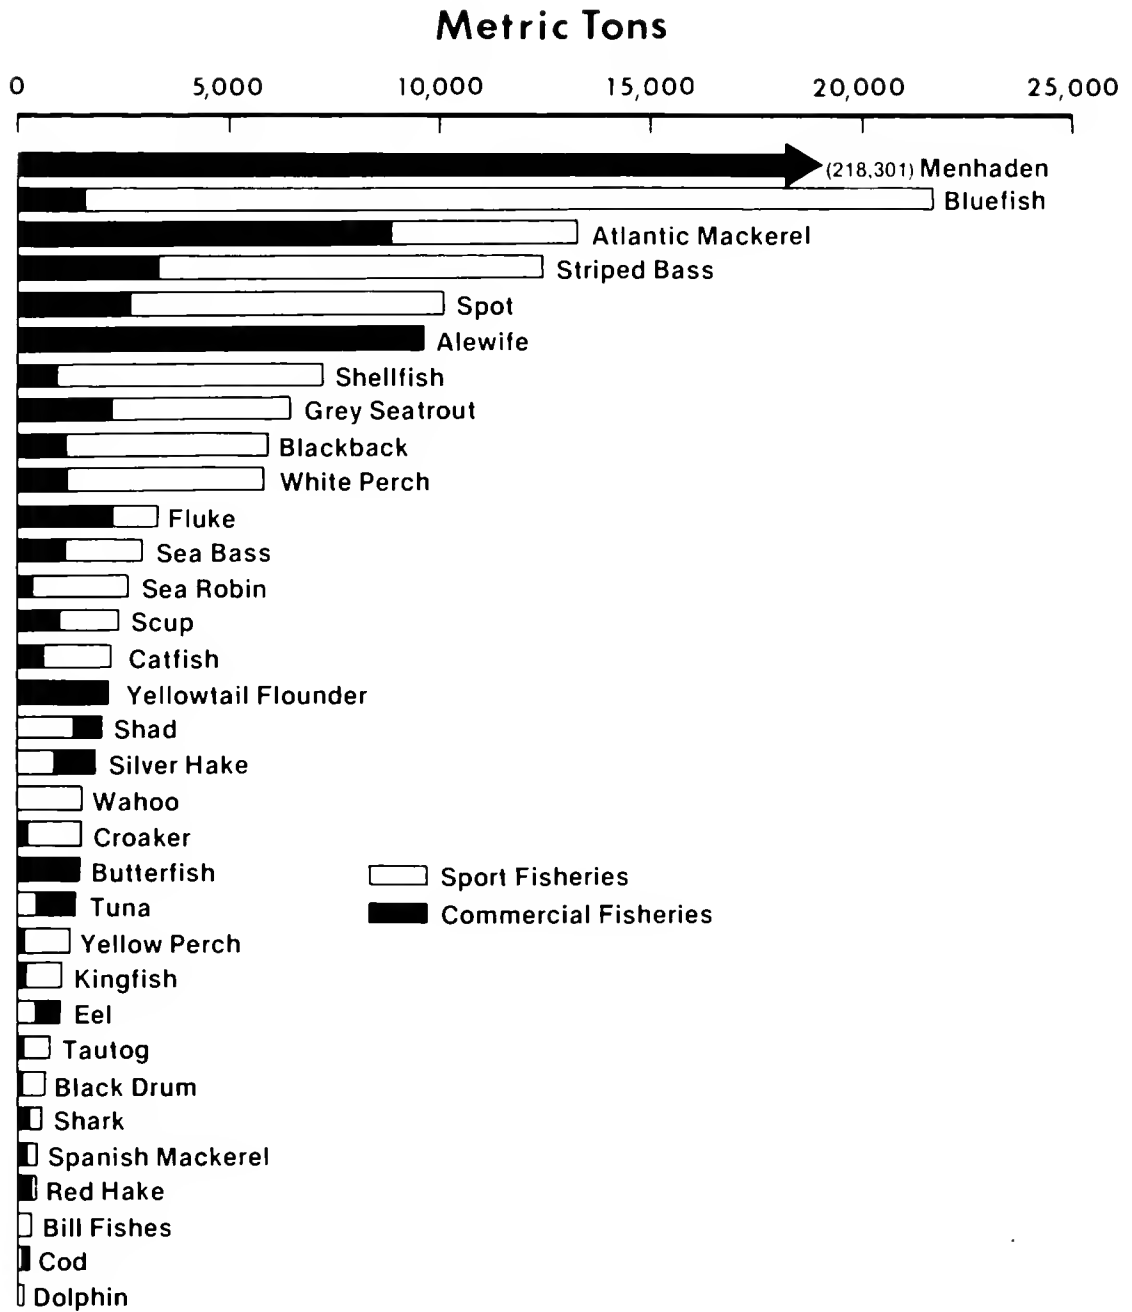 Metric Tons
0 5,000 10,000 15,000 20,000 25,000
(218,301) Menhaden
Bluefish
Atlantic Mackerel
Striped Bass
Spot
Alewife
Shellfish
Grey Seatrout
Blackback
White Perch
Fluke
Sea Bass
Sea Robin
Scup
Catfish
Yellowtail Flounder
Shad
Silver Hake
Wahoo
Croaker
Butterfish
Sport Fisheries
Tuna
Commercial Fisheries
Yellow Perch
Kingfish
Eel
Tautog
Black Drum
Shark
Spanish Mackerel
Red Hake
Bill Fishes
Cod
Dolphin